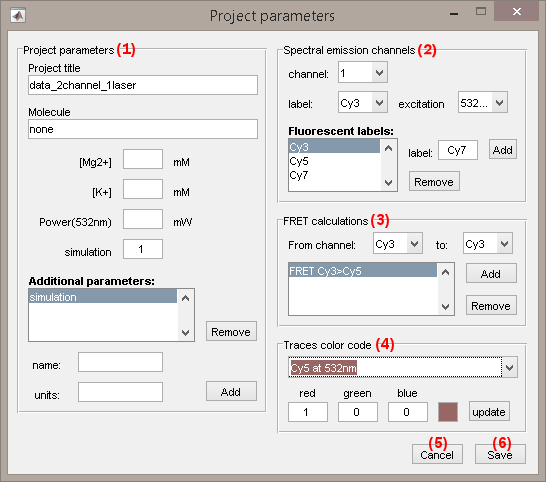 Project parameters
Project parameters (1)
Project title
data_2channel_1laser
Molecule
none
[Mg2+] mM
[K+] mM
Power(532nm) mW
simulation 1
Additional parameters:
simulation
Remove
name:
units: Add
Spectral emission channels (2)
channel: 1
label: Cy3 excitation 532...
Fluorescent labels:
Cy3
Cy5
Cy7
label: Cy7 Add
Remove
FRET calculations (3)
From channel: Cy3 to: Cy3
FRET Cy3>Cy5
Add
Remove
Traces color code (4)
Cy5 at 532nm
red green blue
1 0 0 update
(5) (6)
Cancel Save